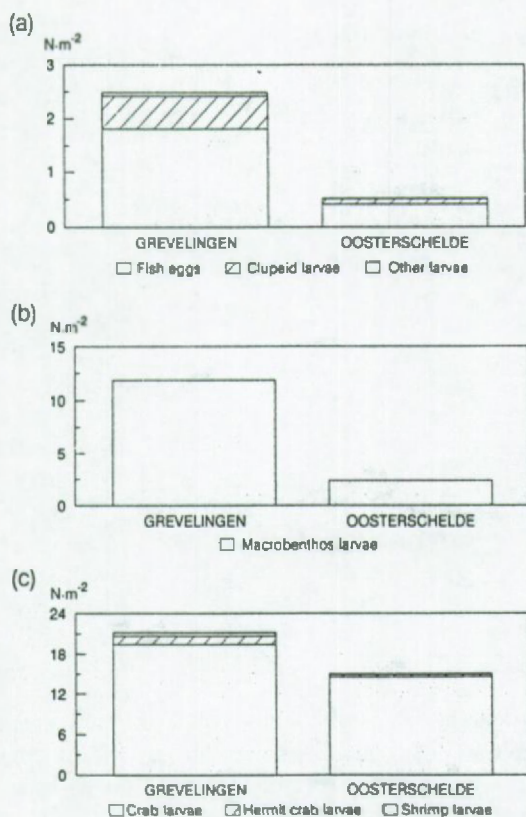 (a)
N·m⁻²
3
2
1
0
GREVELINGEN OOSTERSCHELDE
Fish eggs Clupeid larvae Other larvae
(b)
N·m⁻²
15
10
5
0
GREVELINGEN OOSTERSCHELDE
Macrobenthos larvae
(c)
N·m⁻²
24
18
12
6
0
GREVELINGEN OOSTERSCHELDE
Crab larvae Hermit crab larvae Shrimp larvae